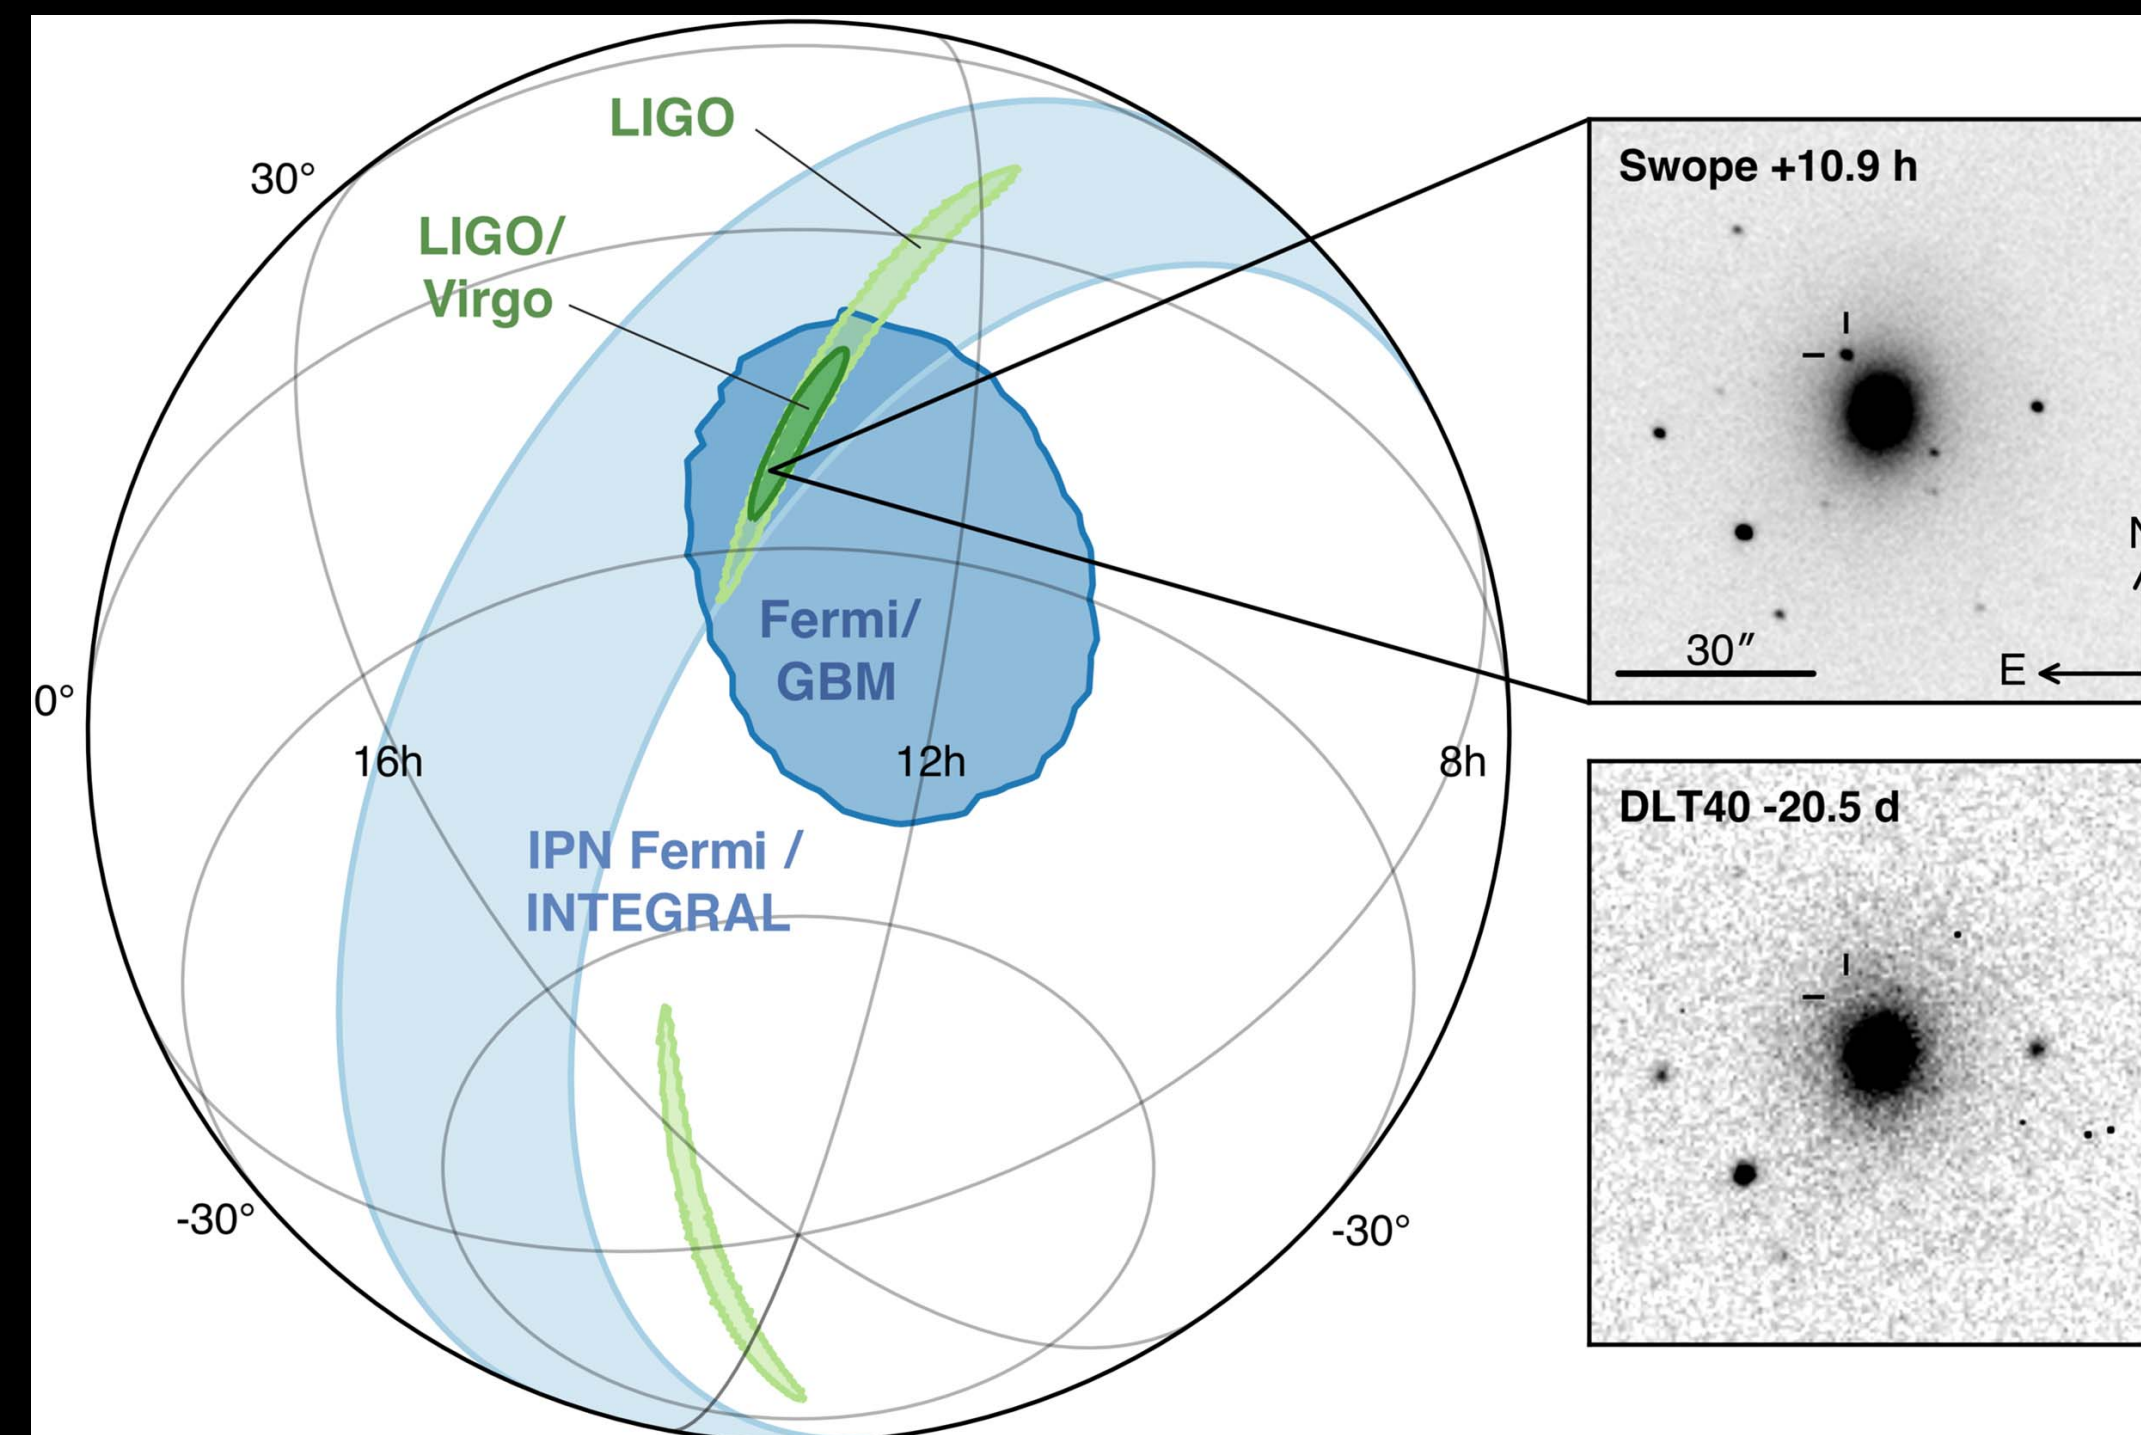 LIGO
30°
LIGO/
Virgo
0°
16h
12h
8h
Fermi/
GBM
IPN Fermi /
INTEGRAL
-30°
-30°
Swope +10.9 h
30″
N
E
DLT40 -20.5 d